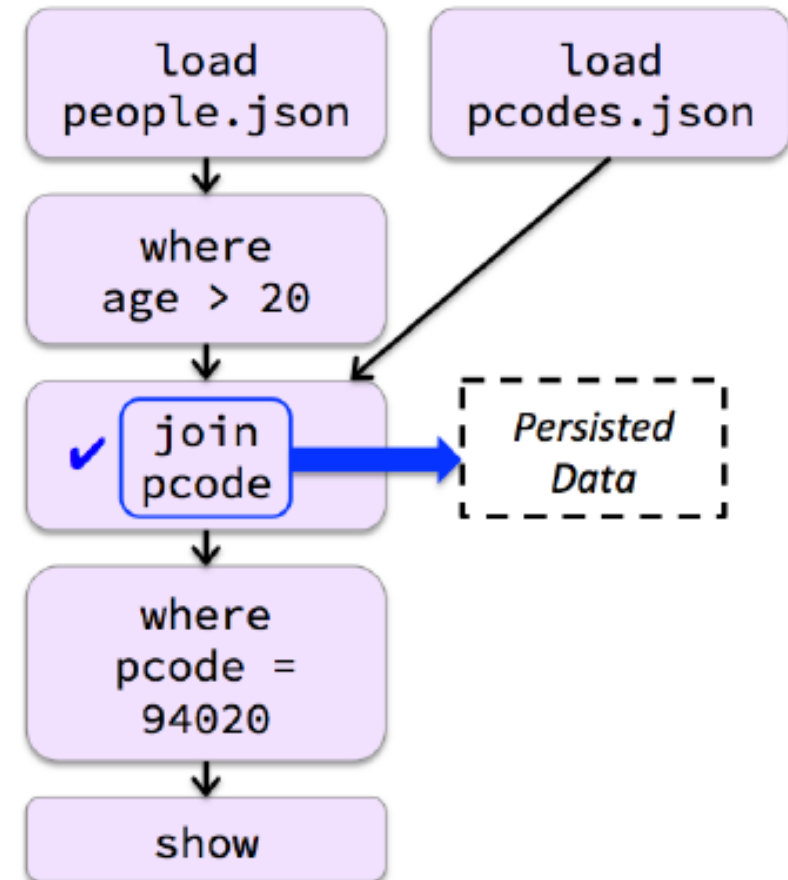 load
people.json
load
pcodes.json
where
age > 20
join
pcode
Persisted
Data
where
pcode =
94020
show